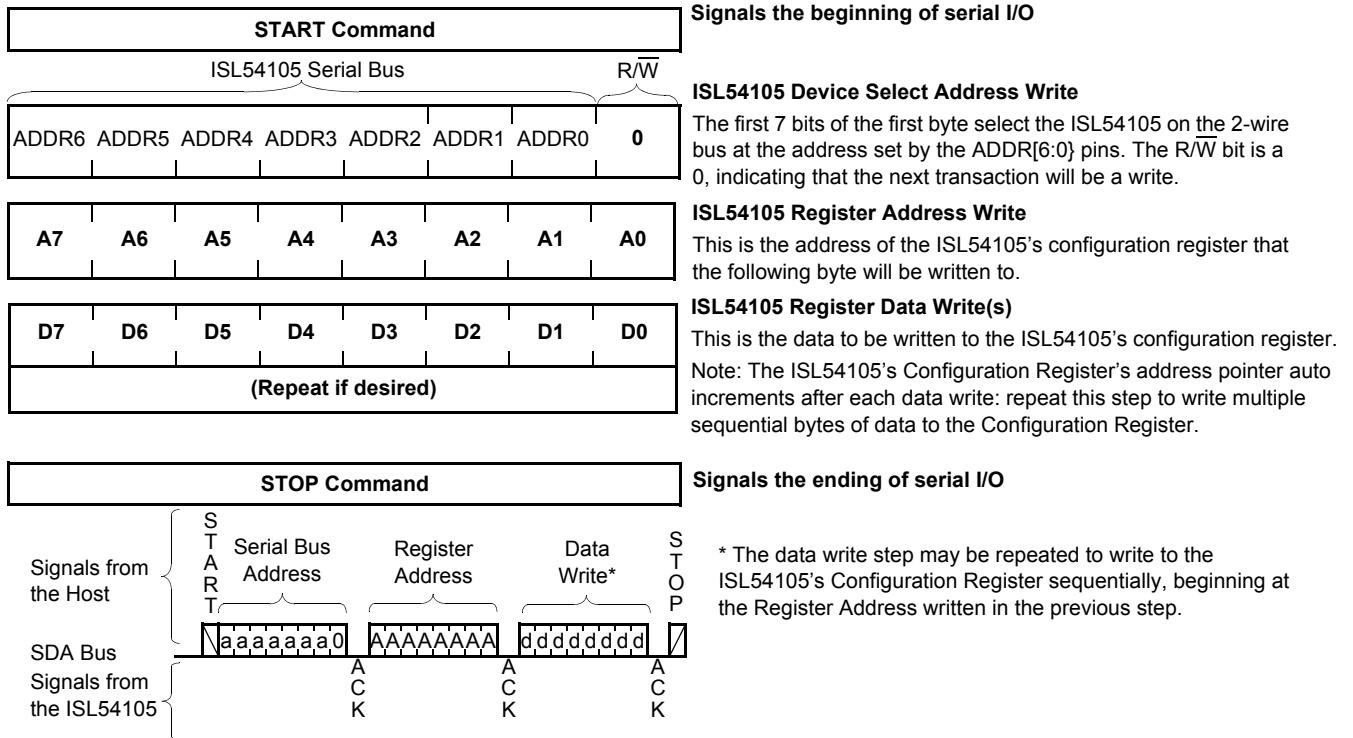 START Command
Signals the beginning of serial I/O
ISL54105 Serial Bus
R/W
ISL54105 Device Select Address Write
ADDR6 ADDR5 ADDR4 ADDR3 ADDR2 ADDR1 ADDR0 0
The first 7 bits of the first byte select the ISL54105 on the 2-wire
bus at the address set by the ADDR[6:0} pins. The R/W bit is a
0, indicating that the next transaction will be a write.
ISL54105 Register Address Write
A7 A6 A5 A4 A3 A2 A1 A0
This is the address of the ISL54105’s configuration register that
the following byte will be written to.
ISL54105 Register Data Write(s)
D7 D6 D5 D4 D3 D2 D1 D0
This is the data to be written to the ISL54105’s configuration register.
(Repeat if desired)
Note: The ISL54105’s Configuration Register’s address pointer auto
increments after each data write: repeat this step to write multiple
sequential bytes of data to the Configuration Register.
STOP Command
Signals the ending of serial I/O
Signals from
the Host
START
Serial Bus
Address
Register
Address
Data
Write*
STOP
* The data write step may be repeated to write to the
ISL54105’s Configuration Register sequentially, beginning at
the Register Address written in the previous step.
SDA Bus
a a a a a a a 0 A A A A A A A A d d d d d d d d
Signals from
the ISL54105
ACK
ACK
ACK